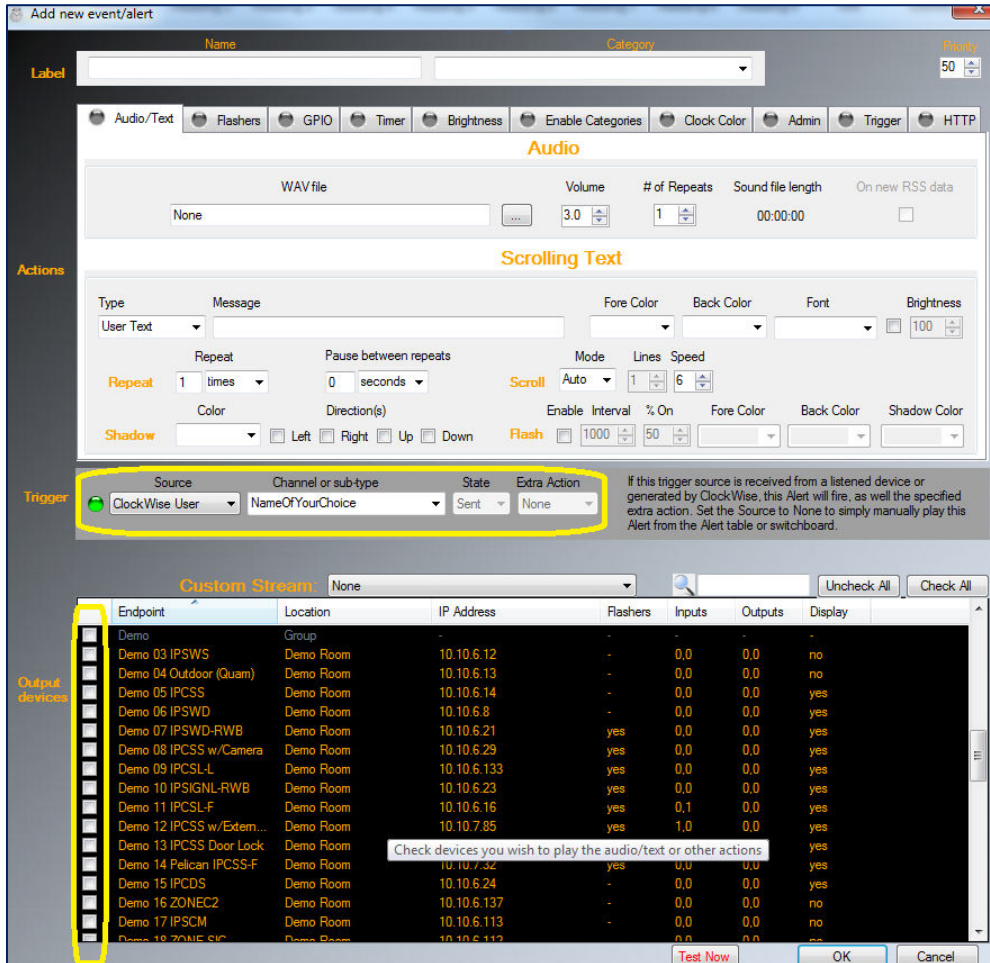 Add new event/alert
Name Category Priority
Label 50
Audio/Text Flashers GPIO Timer Brightness Enable Categories Clock Color Admin Trigger HTTP
Audio
WAV file Volume # of Repeats Sound file length On new RSS data
None ... 3.0 1 00:00:00
Actions
Scrolling Text
Type Message Fore Color Back Color Font Brightness
User Text 100
Repeat Pause between repeats Mode Lines Speed
Repeat 1 times 0 seconds Scroll Auto 1 6
Color Direction(s) Enable Interval % On Fore Color Back Color Shadow Color
Shadow Left Right Up Down Flash 1000 50
Source Channel or sub-type State Extra Action
Trigger ClockWise User NameOfYourChoice Sent None
If this trigger source is received from a listened device or
generated by ClockWise, this Alert will fire, as well the specified
extra action. Set the Source to None to simply manually play this
Alert from the Alert table or switchboard.
Custom Stream: None Uncheck All Check All
Endpoint Location IP Address Flashers Inputs Outputs Display
Demo Group - - - - -
Demo 03 IPSWS Demo Room 10.10.6.12 - 0,0 0,0 no
Demo 04 Outdoor (Quam) Demo Room 10.10.6.13 - 0,0 0,0 no
Output
devices
Demo 05 IPCSS Demo Room 10.10.6.14 - 0,0 0,0 yes
Demo 06 IPSWD Demo Room 10.10.6.8 - 0,0 0,0 yes
Demo 07 IPSWD-RWB Demo Room 10.10.6.21 yes 0,0 0,0 yes
Demo 08 IPCSS w/Camera Demo Room 10.10.6.29 yes 0,0 0,0 yes
Demo 09 IPCSL-L Demo Room 10.10.6.133 yes 0,0 0,0 yes
Demo 10 IPSIGNL-RWB Demo Room 10.10.6.23 yes 0,0 0,0 yes
Demo 11 IPCSL-F Demo Room 10.10.6.16 yes 0,1 0,0 yes
Demo 12 IPCSS w/Extern... Demo Room 10.10.7.85 yes 1,0 0,0 yes
Demo 13 IPCSS Door Lock Demo Room yes
Check devices you wish to play the audio/text or other actions
Demo 14 Pelican IPCSS-F Demo Room 10.10.7.32 yes 0,0 0,0 yes
Demo 15 IPCDS Demo Room 10.10.6.24 - 0,0 0,0 yes
Demo 16 ZONEC2 Demo Room 10.10.6.137 - 0,0 0,0 no
Demo 17 IPSCM Demo Room 10.10.6.113 - 0,0 0,0 no
Demo 18 ZONE SIC Demo Room 10.10.6.112 0,0 0,0 no
Test Now OK Cancel